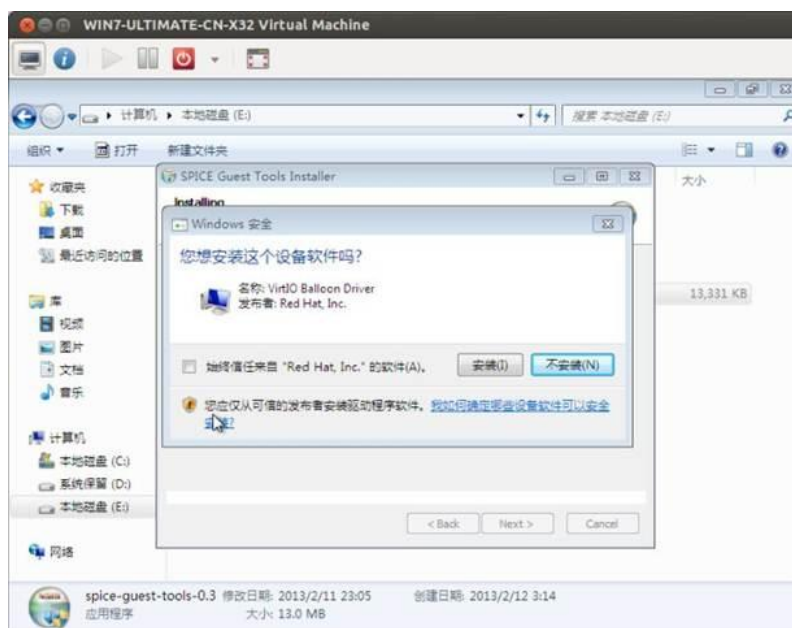 WIN7-ULTIMATE-CN-X32 Virtual Machine
计算机 本地磁盘 (E:)
搜索 本地磁盘 (E:)
组织 打开 新建文件夹
收藏夹
下载
桌面
最近访问的位置
库
视频
图片
文档
音乐
计算机
本地磁盘 (C:)
系统保留 (D:)
本地磁盘 (E:)
网络
大小
13,331 KB
SPICE Guest Tools Installer
Installing
Windows 安全
您想安装这个设备软件吗?
名称: VirtIO Balloon Driver
发布者: Red Hat, Inc.
始终信任来自 "Red Hat, Inc." 的软件(A)。
安装(I)
不安装(N)
您应仅从可信的发布者安装驱动程序软件。我如何确定哪些设备软件可以安全
安装?
< Back
Next >
Cancel
spice-guest-tools-0.3 修改日期: 2013/2/11 23:05 创建日期: 2013/2/12 3:14
应用程序 大小: 13.0 MB